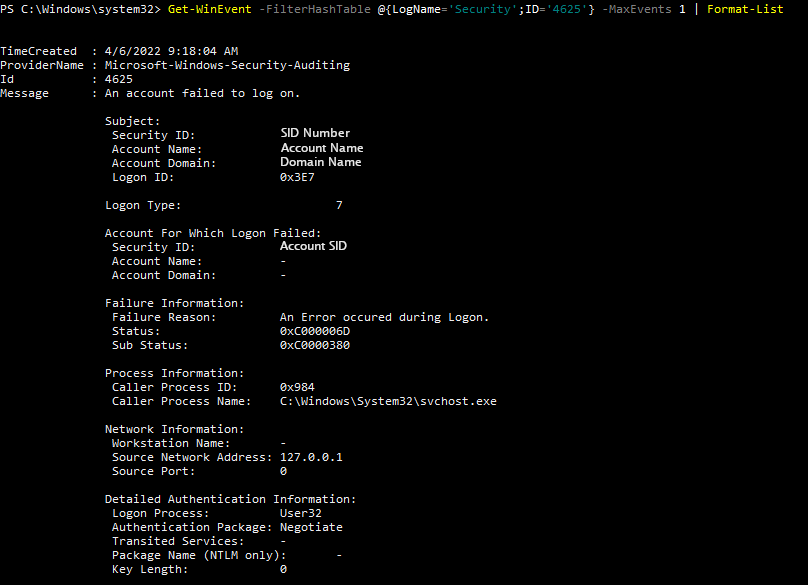 PS C:\Windows\system32> Get-WinEvent -FilterHashTable @{LogName='Security';ID='4625'} -MaxEvents 1 | Format-List
TimeCreated  : 4/6/2022 9:18:04 AM
ProviderName : Microsoft-Windows-Security-Auditing
Id           : 4625
Message      : An account failed to log on.
Subject:
Security ID: SID Number
Account Name: Account Name
Account Domain: Domain Name
Logon ID: 0x3E7
Logon Type: 7
Account For Which Logon Failed:
Security ID: Account SID
Account Name: -
Account Domain: -
Failure Information:
Failure Reason: An Error occured during Logon.
Status: 0xC000006D
Sub Status: 0xC0000380
Process Information:
Caller Process ID: 0x984
Caller Process Name: C:\Windows\System32\svchost.exe
Network Information:
Workstation Name: -
Source Network Address: 127.0.0.1
Source Port: 0
Detailed Authentication Information:
Logon Process: User32
Authentication Package: Negotiate
Transited Services: -
Package Name (NTLM only): -
Key Length: 0